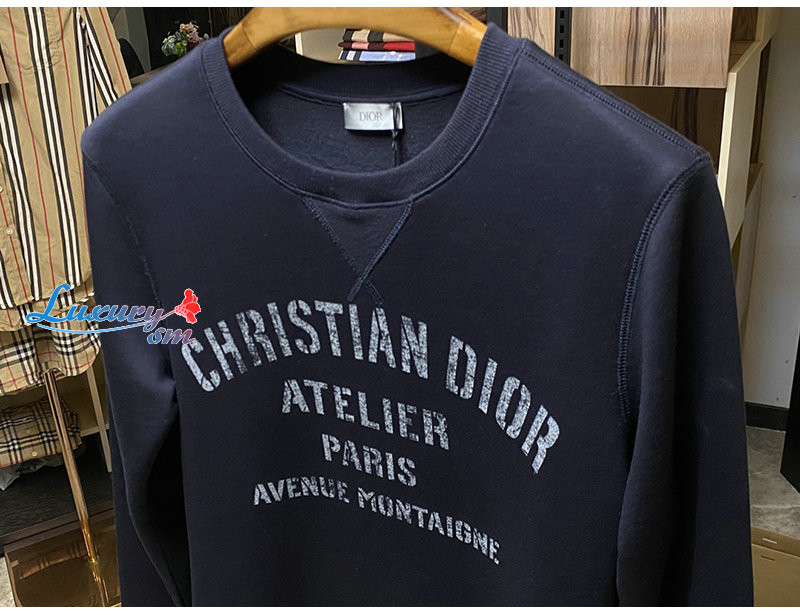 DIOR
Luxury
sm
CHRISTIAN DIOR
ATELIER
PARIS
AVENUE MONTAIGNE